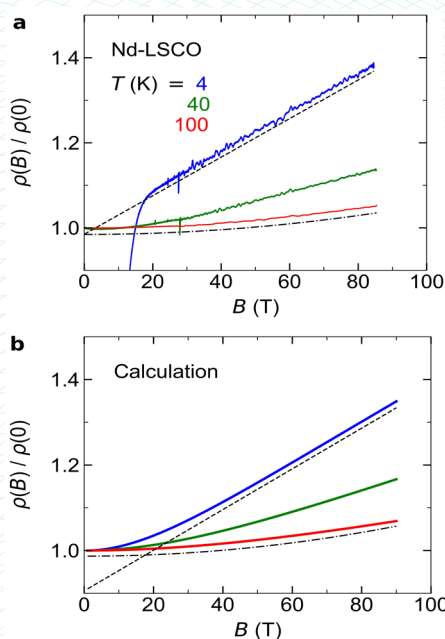 a
Nd-LSCO
T (K) = 4
40
100
1.4
1.2
1.0
ρ(B) / ρ(0)
0 20 40 60 80 100
B (T)
b
Calculation
1.4
1.2
1.0
ρ(B) / ρ(0)
0 20 40 60 80 100
B (T)